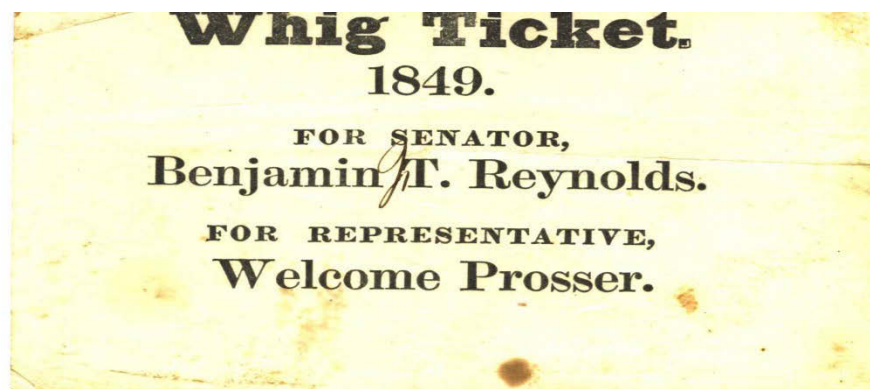 Whig Ticket.
1849.
FOR SENATOR,
Benjamin T. Reynolds.
FOR REPRESENTATIVE,
Welcome Prosser.